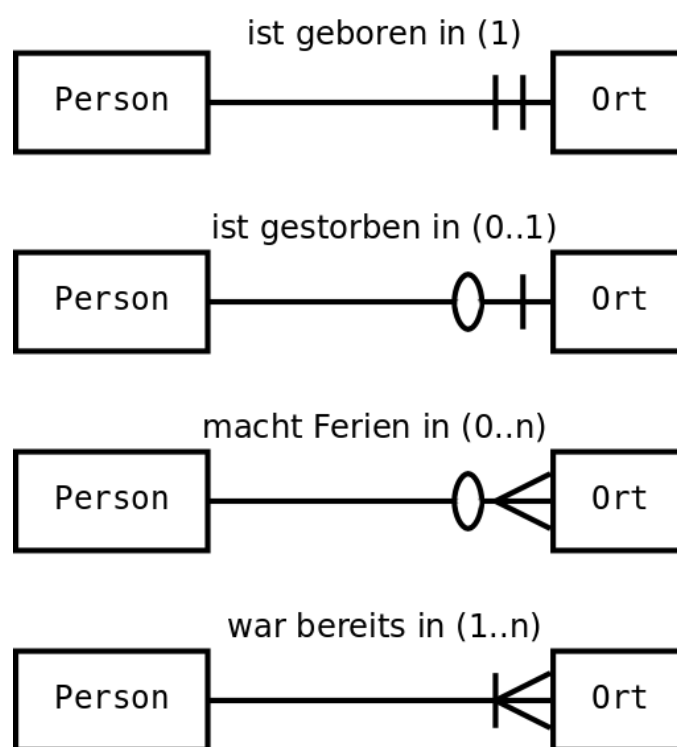 ist geboren in (1)
Person
Ort
ist gestorben in (0..1)
Person
Ort
macht Ferien in (0..n)
Person
Ort
war bereits in (1..n)
Person
Ort